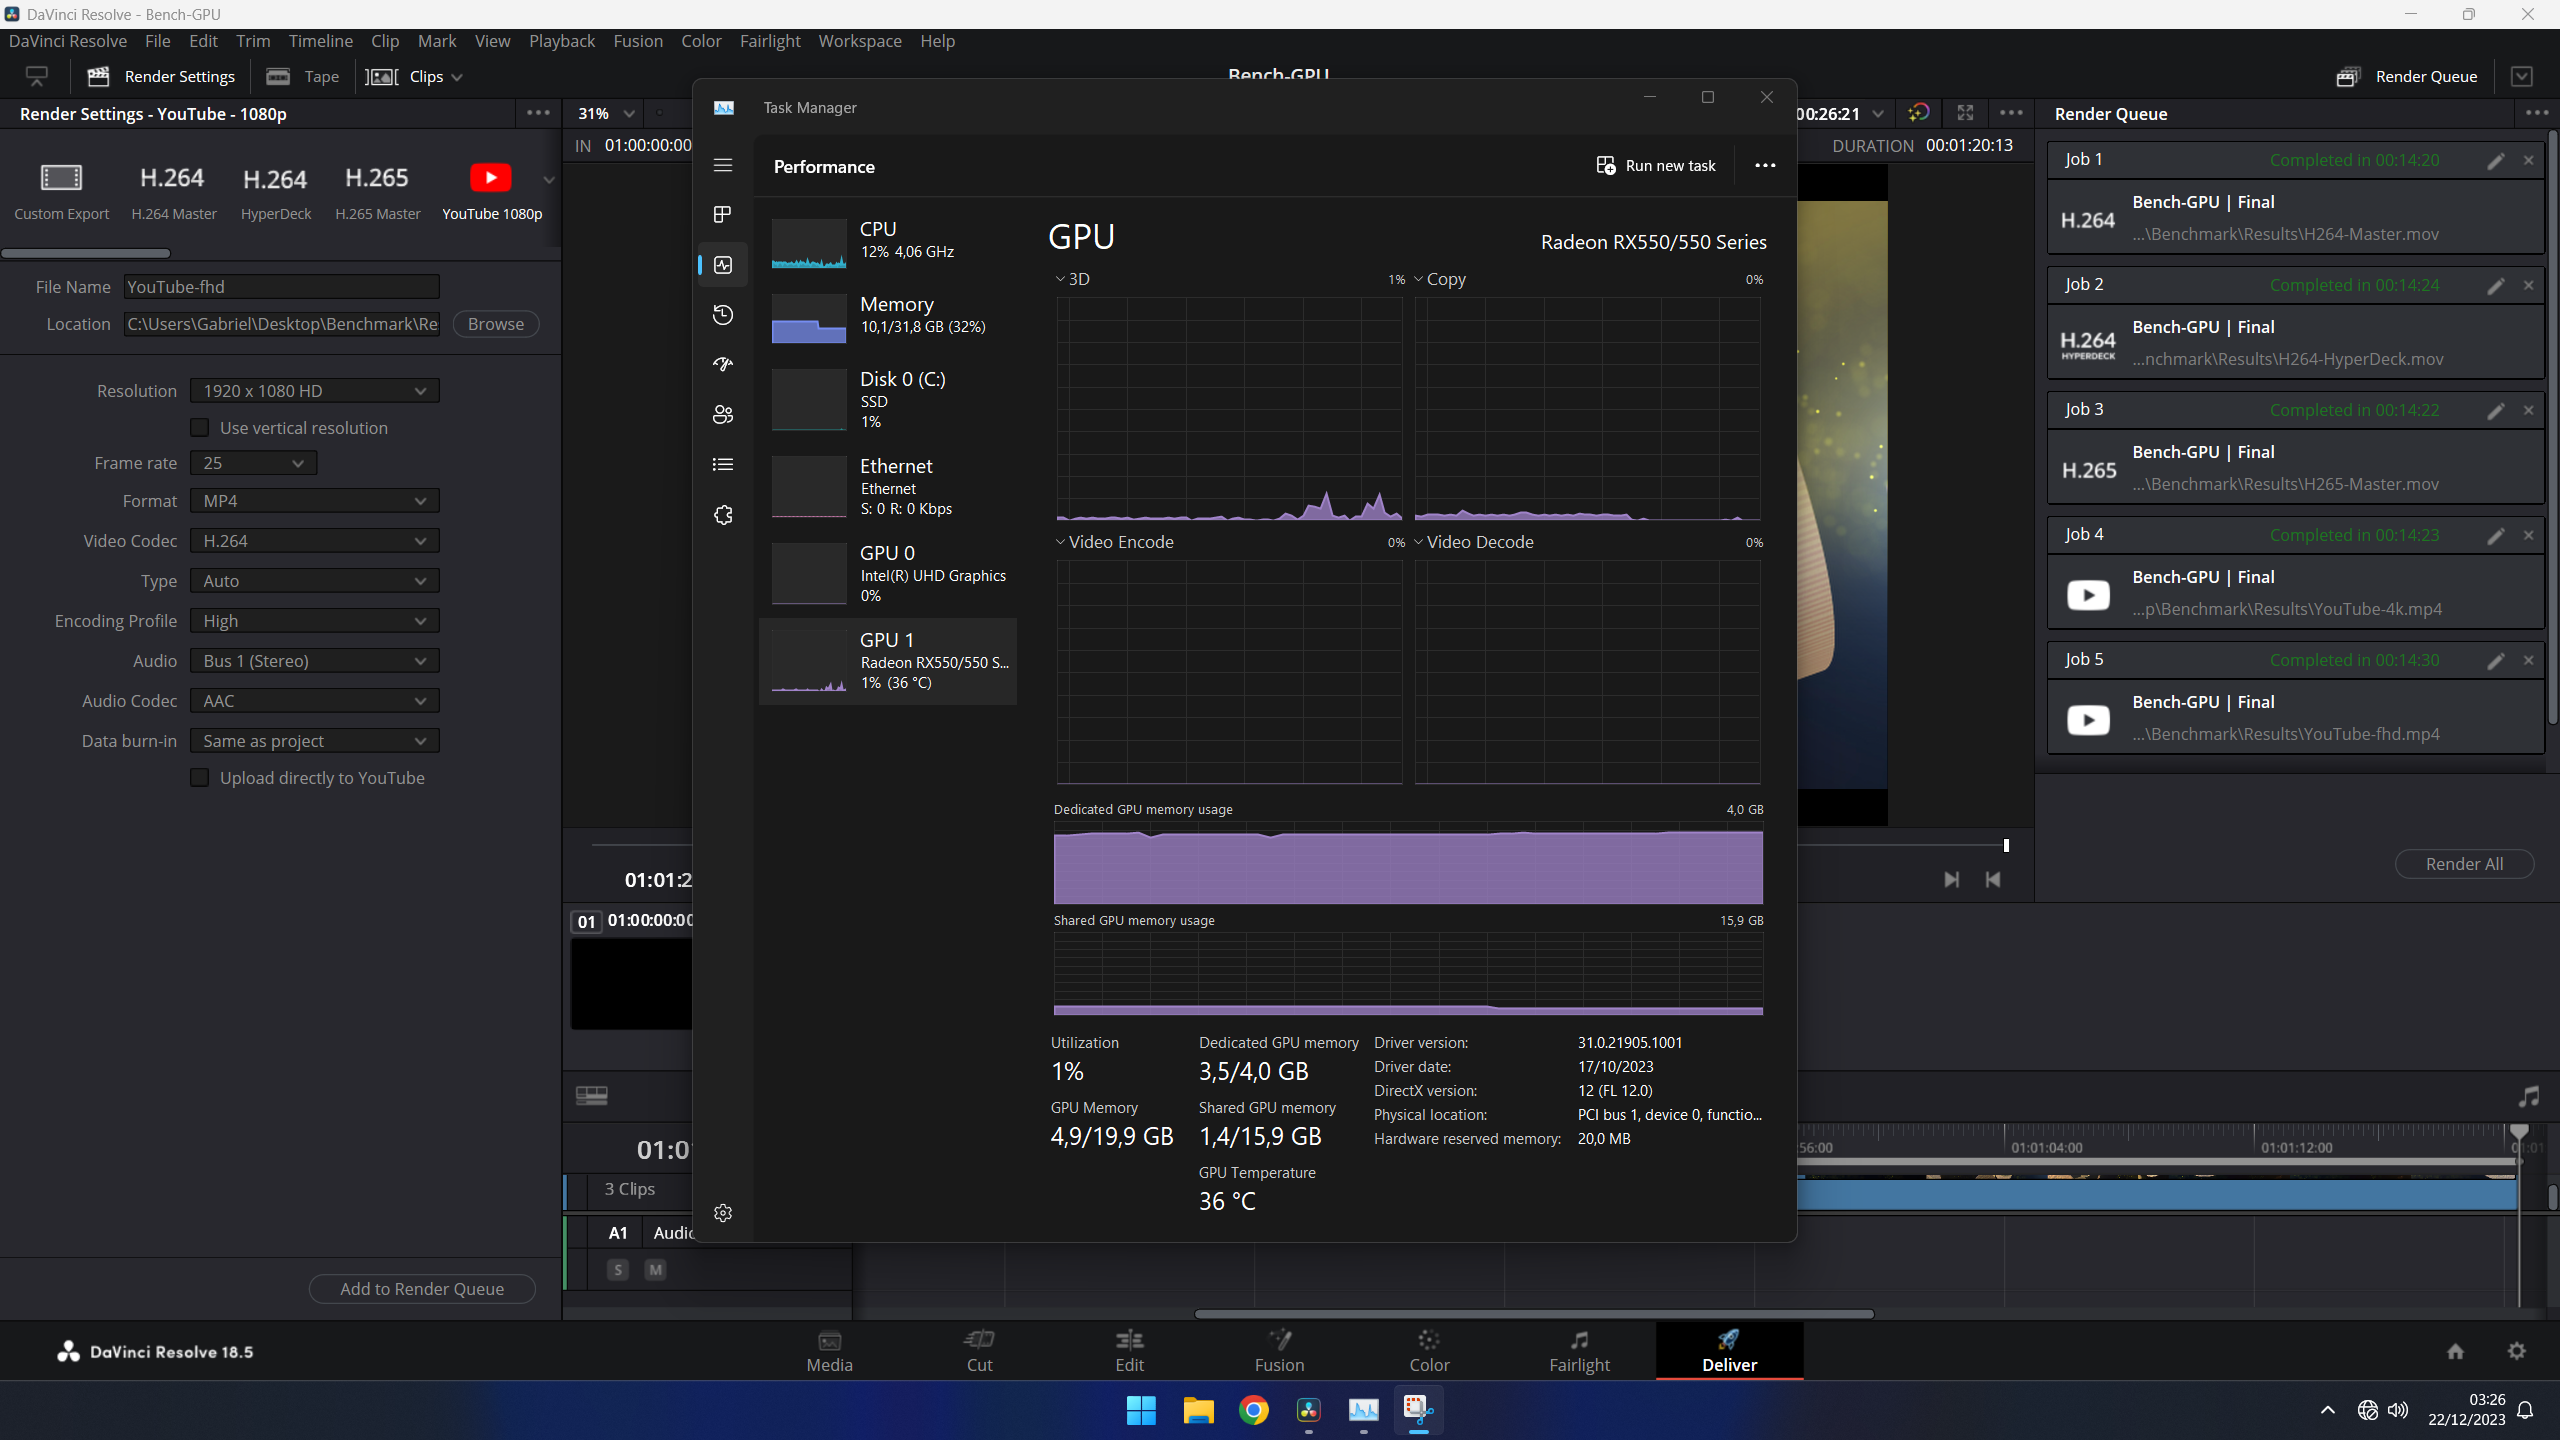 DaVinci Resolve - Bench-GPU
DaVinci Resolve File Edit Trim Timeline Clip Mark View Playback Fusion Color Fairlight Workspace Help
Render Settings Tape Clips
Bench-GPU
Render Queue
Render Settings - YouTube - 1080p
31%
IN 01:00:00:00
H.264
H.264
H.265
Custom Export
H.264 Master
HyperDeck
H.265 Master
YouTube 1080p
File Name YouTube-fhd
Location C:\Users\Gabriel\Desktop\Benchmark\Re Browse
Resolution 1920 x 1080 HD
Use vertical resolution
Frame rate 25
Format MP4
Video Codec H.264
Type Auto
Encoding Profile High
Audio Bus 1 (Stereo)
Audio Codec AAC
Data burn-in Same as project
Upload directly to YouTube
Add to Render Queue
01:01:2
01 01:00:00:00
01:0
3 Clips
A1 Audio
S M
Task Manager
Performance
Run new task
CPU
12% 4,06 GHz
Memory
10,1/31,8 GB (32%)
Disk 0 (C:)
SSD
1%
Ethernet
Ethernet
S: 0 R: 0 Kbps
GPU 0
Intel(R) UHD Graphics
0%
GPU 1
Radeon RX550/550 S...
1% (36 °C)
GPU
Radeon RX550/550 Series
3D 1%
Copy 0%
Video Encode 0%
Video Decode 0%
Dedicated GPU memory usage 4,0 GB
Shared GPU memory usage 15,9 GB
Utilization
1%
GPU Memory
4,9/19,9 GB
Dedicated GPU memory
3,5/4,0 GB
Shared GPU memory
1,4/15,9 GB
GPU Temperature
36 °C
Driver version: 31.0.21905.1001
Driver date: 17/10/2023
DirectX version: 12 (FL 12.0)
Physical location: PCI bus 1, device 0, functio...
Hardware reserved memory: 20,0 MB
00:26:21
DURATION 00:01:20:13
Render Queue
Job 1 Completed in 00:14:20
H.264
Bench-GPU | Final
...\Benchmark\Results\H264-Master.mov
Job 2 Completed in 00:14:24
H.264
HYPERDECK
Bench-GPU | Final
...nchmark\Results\H264-HyperDeck.mov
Job 3 Completed in 00:14:22
H.265
Bench-GPU | Final
...\Benchmark\Results\H265-Master.mov
Job 4 Completed in 00:14:23
Bench-GPU | Final
...p\Benchmark\Results\YouTube-4k.mp4
Job 5 Completed in 00:14:30
Bench-GPU | Final
...\Benchmark\Results\YouTube-fhd.mp4
Render All
:56:00 01:01:04:00 01:01:12:00 01:01
DaVinci Resolve 18.5
Media Cut Edit Fusion Color Fairlight Deliver
03:26
22/12/2023